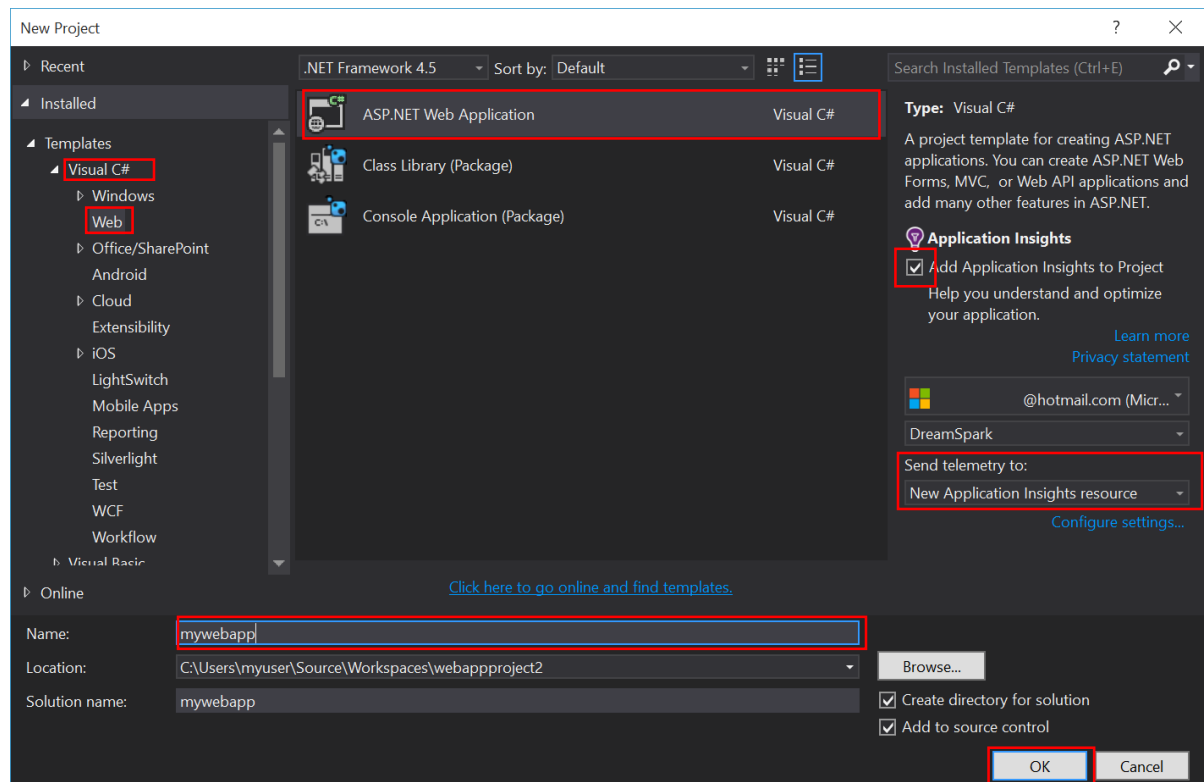 New Project
Recent
.NET Framework 4.5
Sort by:
Default
Search Installed Templates (Ctrl+E)
Installed
Templates
Visual C#
Windows
Web
Office/SharePoint
Android
Cloud
Extensibility
iOS
LightSwitch
Mobile Apps
Reporting
Silverlight
Test
WCF
Workflow
Visual Basic
Online
ASP.NET Web Application
Visual C#
Class Library (Package)
Visual C#
Console Application (Package)
Visual C#
Click here to go online and find templates.
Type: Visual C#
A project template for creating ASP.NET
applications. You can create ASP.NET Web
Forms, MVC, or Web API applications and
add many other features in ASP.NET.
Application Insights
Add Application Insights to Project
Help you understand and optimize
your application.
Learn more
Privacy statement
@hotmail.com (Micr...
DreamSpark
Send telemetry to:
New Application Insights resource
Configure settings...
Name:
mywebapp
Location:
C:\Users\myuser\Source\Workspaces\webappproject2
Browse...
Solution name:
mywebapp
Create directory for solution
Add to source control
OK
Cancel